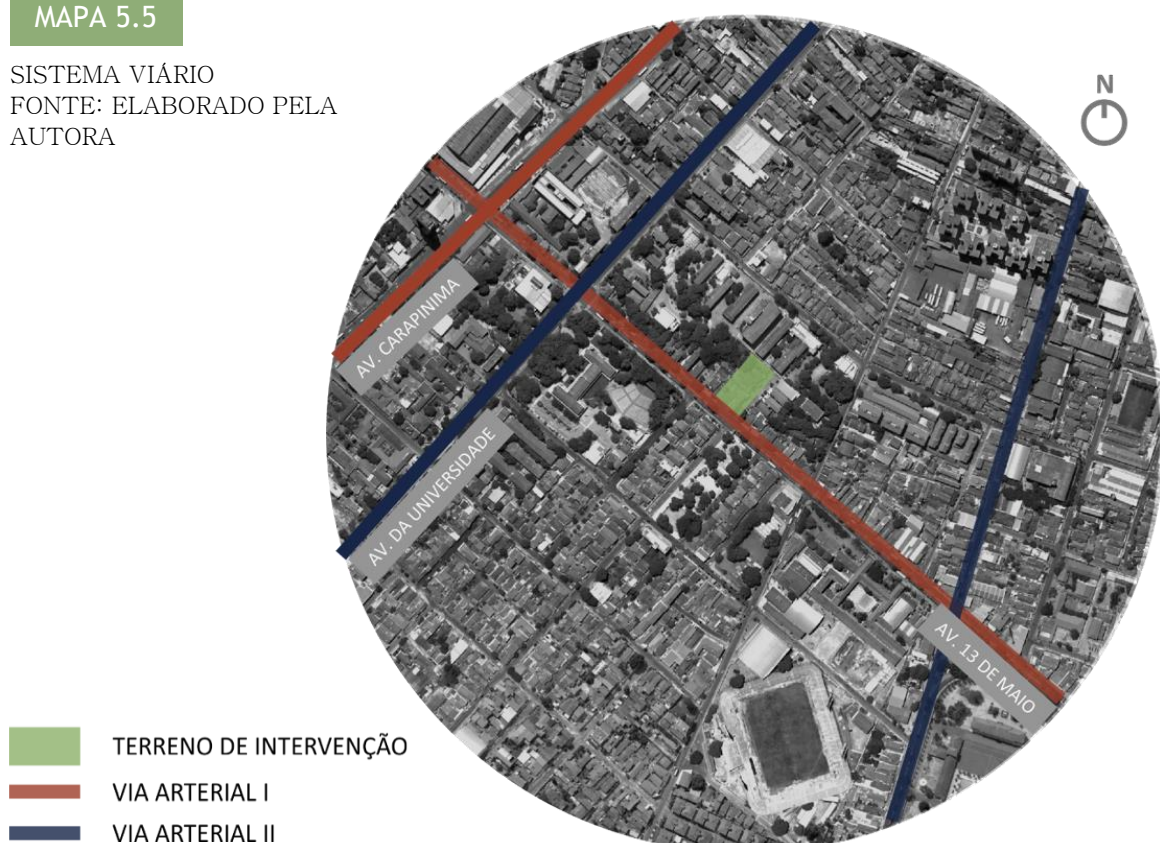 MAPA 5.5
SISTEMA VIÁRIO
FONTE: ELABORADO PELA
AUTORA
N
AV. CARAPINIMA
AV. DA UNIVERSIDADE
AV. 13 DE MAIO
TERRENO DE INTERVENÇÃO
VIA ARTERIAL I
VIA ARTERIAL II